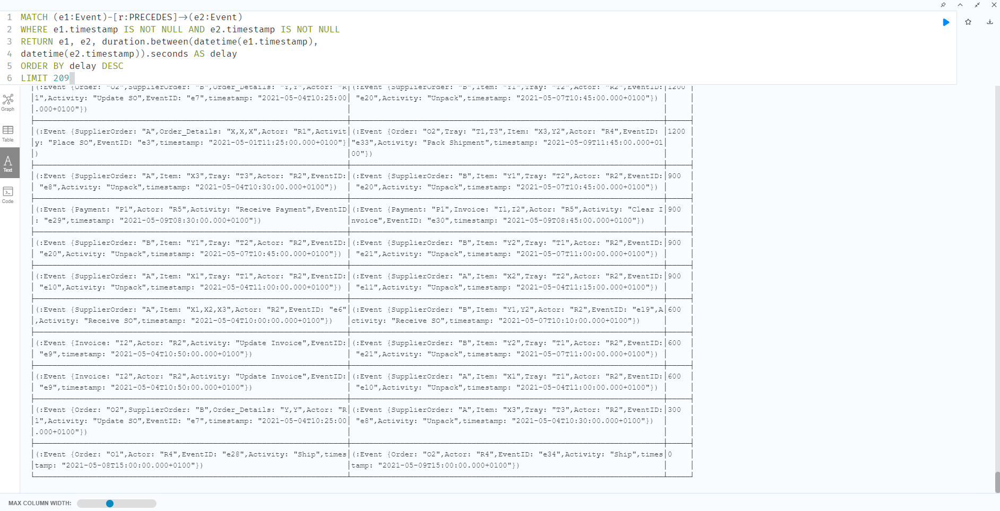 1 MATCH (e1:Event)-[r:PRECEDES]->(e2:Event)
2 WHERE e1.timestamp IS NOT NULL AND e2.timestamp IS NOT NULL
3 RETURN e1, e2, duration.between(datetime(e1.timestamp),
4 datetime(e2.timestamp)).seconds AS delay
5 ORDER BY delay DESC
6 LIMIT 209
Graph
Table
Text
Code
(:Event {Order: "O2",SupplierOrder: "B",Order_Details: "Y,Y",Actor: "R (:Event {SupplierOrder: "B",Item: "Y1",Tray: "T2",Actor: "R2",EventID: 1200
1",Activity: "Update SO",EventID: "e7",timestamp: "2021-05-04T10:25:00 "e20",Activity: "Unpack",timestamp: "2021-05-07T10:45:00.000+0100"})
.000+0100"})
(:Event {SupplierOrder: "A",Order_Details: "X,X,X",Actor: "R1",Activit (:Event {Order: "O2",Tray: "T1,T3",Item: "X3,Y2",Actor: "R4",EventID: 1200
y: "Place SO",EventID: "e3",timestamp: "2021-05-01T11:25:00.000+0100"} "e33",Activity: "Pack Shipment",timestamp: "2021-05-09T11:45:00.000+01
) 00"})
(:Event {SupplierOrder: "A",Item: "X3",Tray: "T3",Actor: "R2",EventID: (:Event {SupplierOrder: "B",Item: "Y1",Tray: "T2",Actor: "R2",EventID: 900
"e8",Activity: "Unpack",timestamp: "2021-05-04T10:30:00.000+0100"}) "e20",Activity: "Unpack",timestamp: "2021-05-07T10:45:00.000+0100"})
(:Event {Payment: "P1",Actor: "R5",Activity: "Receive Payment",EventID (:Event {Payment: "P1",Invoice: "I1,I2",Actor: "R5",Activity: "Clear I 900
: "e29",timestamp: "2021-05-09T08:30:00.000+0100"}) nvoice",EventID: "e30",timestamp: "2021-05-09T08:45:00.000+0100"})
(:Event {SupplierOrder: "B",Item: "Y1",Tray: "T2",Actor: "R2",EventID: (:Event {SupplierOrder: "B",Item: "Y2",Tray: "T1",Actor: "R2",EventID: 900
"e20",Activity: "Unpack",timestamp: "2021-05-07T10:45:00.000+0100"}) "e21",Activity: "Unpack",timestamp: "2021-05-07T11:00:00.000+0100"})
(:Event {SupplierOrder: "A",Item: "X1",Tray: "T1",Actor: "R2",EventID: (:Event {SupplierOrder: "A",Item: "X2",Tray: "T2",Actor: "R2",EventID: 900
"e10",Activity: "Unpack",timestamp: "2021-05-04T11:00:00.000+0100"}) "e11",Activity: "Unpack",timestamp: "2021-05-04T11:15:00.000+0100"})
(:Event {SupplierOrder: "A",Item: "X1,X2,X3",Actor: "R2",EventID: "e6" (:Event {SupplierOrder: "B",Item: "Y1,Y2",Actor: "R2",EventID: "e19",A 600
,Activity: "Receive SO",timestamp: "2021-05-04T10:00:00.000+0100"}) ctivity: "Receive SO",timestamp: "2021-05-07T10:10:00.000+0100"})
(:Event {Invoice: "I2",Actor: "R2",Activity: "Update Invoice",EventID: (:Event {SupplierOrder: "B",Item: "Y2",Tray: "T1",Actor: "R2",EventID: 600
"e9",timestamp: "2021-05-04T10:50:00.000+0100"}) "e21",Activity: "Unpack",timestamp: "2021-05-07T11:00:00.000+0100"})
(:Event {Invoice: "I2",Actor: "R2",Activity: "Update Invoice",EventID: (:Event {SupplierOrder: "A",Item: "X1",Tray: "T1",Actor: "R2",EventID: 600
"e9",timestamp: "2021-05-04T10:50:00.000+0100"}) "e10",Activity: "Unpack",timestamp: "2021-05-04T11:00:00.000+0100"})
(:Event {Order: "O2",SupplierOrder: "B",Order_Details: "Y,Y",Actor: "R (:Event {SupplierOrder: "A",Item: "X3",Tray: "T3",Actor: "R2",EventID: 300
1",Activity: "Update SO",EventID: "e7",timestamp: "2021-05-04T10:25:00 "e8",Activity: "Unpack",timestamp: "2021-05-04T10:30:00.000+0100"})
.000+0100"})
(:Event {Order: "O1",Actor: "R4",EventID: "e28",Activity: "Ship",times (:Event {Order: "O2",Actor: "R4",EventID: "e34",Activity: "Ship",times 0
tamp: "2021-05-08T15:00:00.000+0100"}) tamp: "2021-05-09T15:00:00.000+0100"})
MAX COLUMN WIDTH: